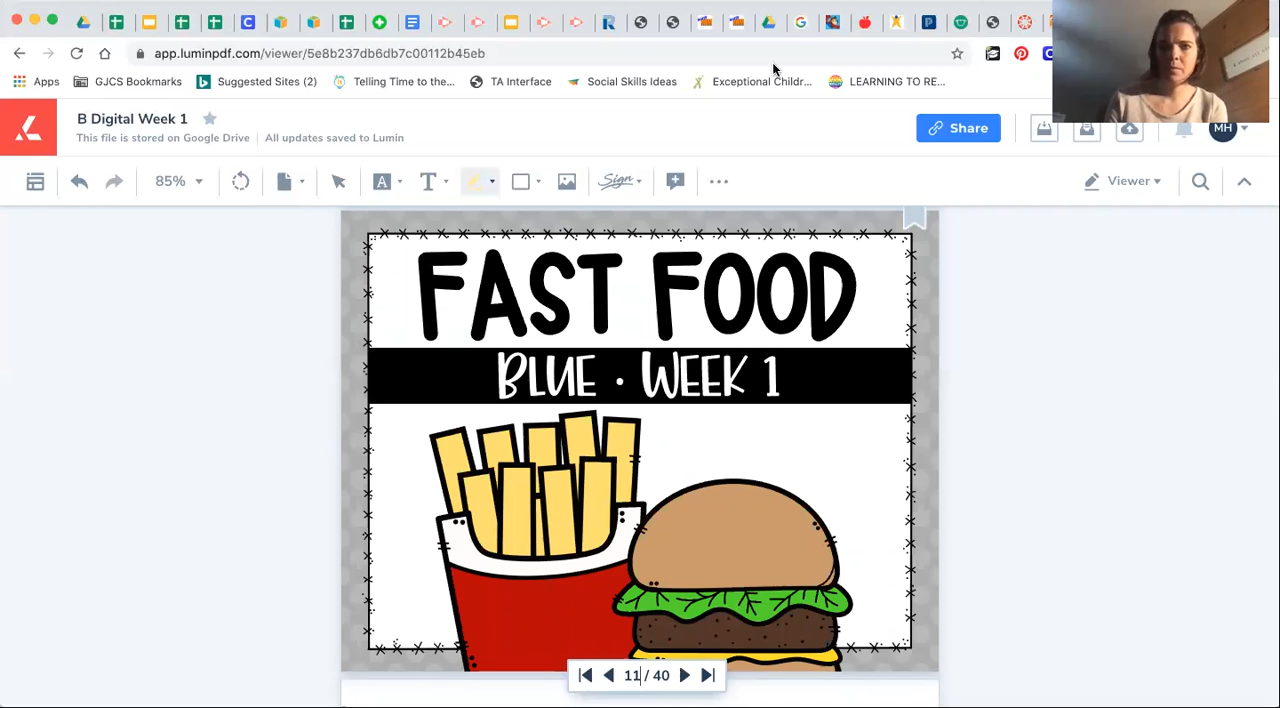 app.luminpdf.com/viewer/5e8b237db6db7c00112b45eb
Apps GJCS Bookmarks Suggested Sites (2) Telling Time to the... TA Interface Social Skills Ideas Exceptional Childr... LEARNING TO RE...
B Digital Week 1
This file is stored on Google Drive All updates saved to Lumin
Share
MH
85%
A
T
Sign
Viewer
FAST FOOD
BLUE • WEEK 1
11 / 40